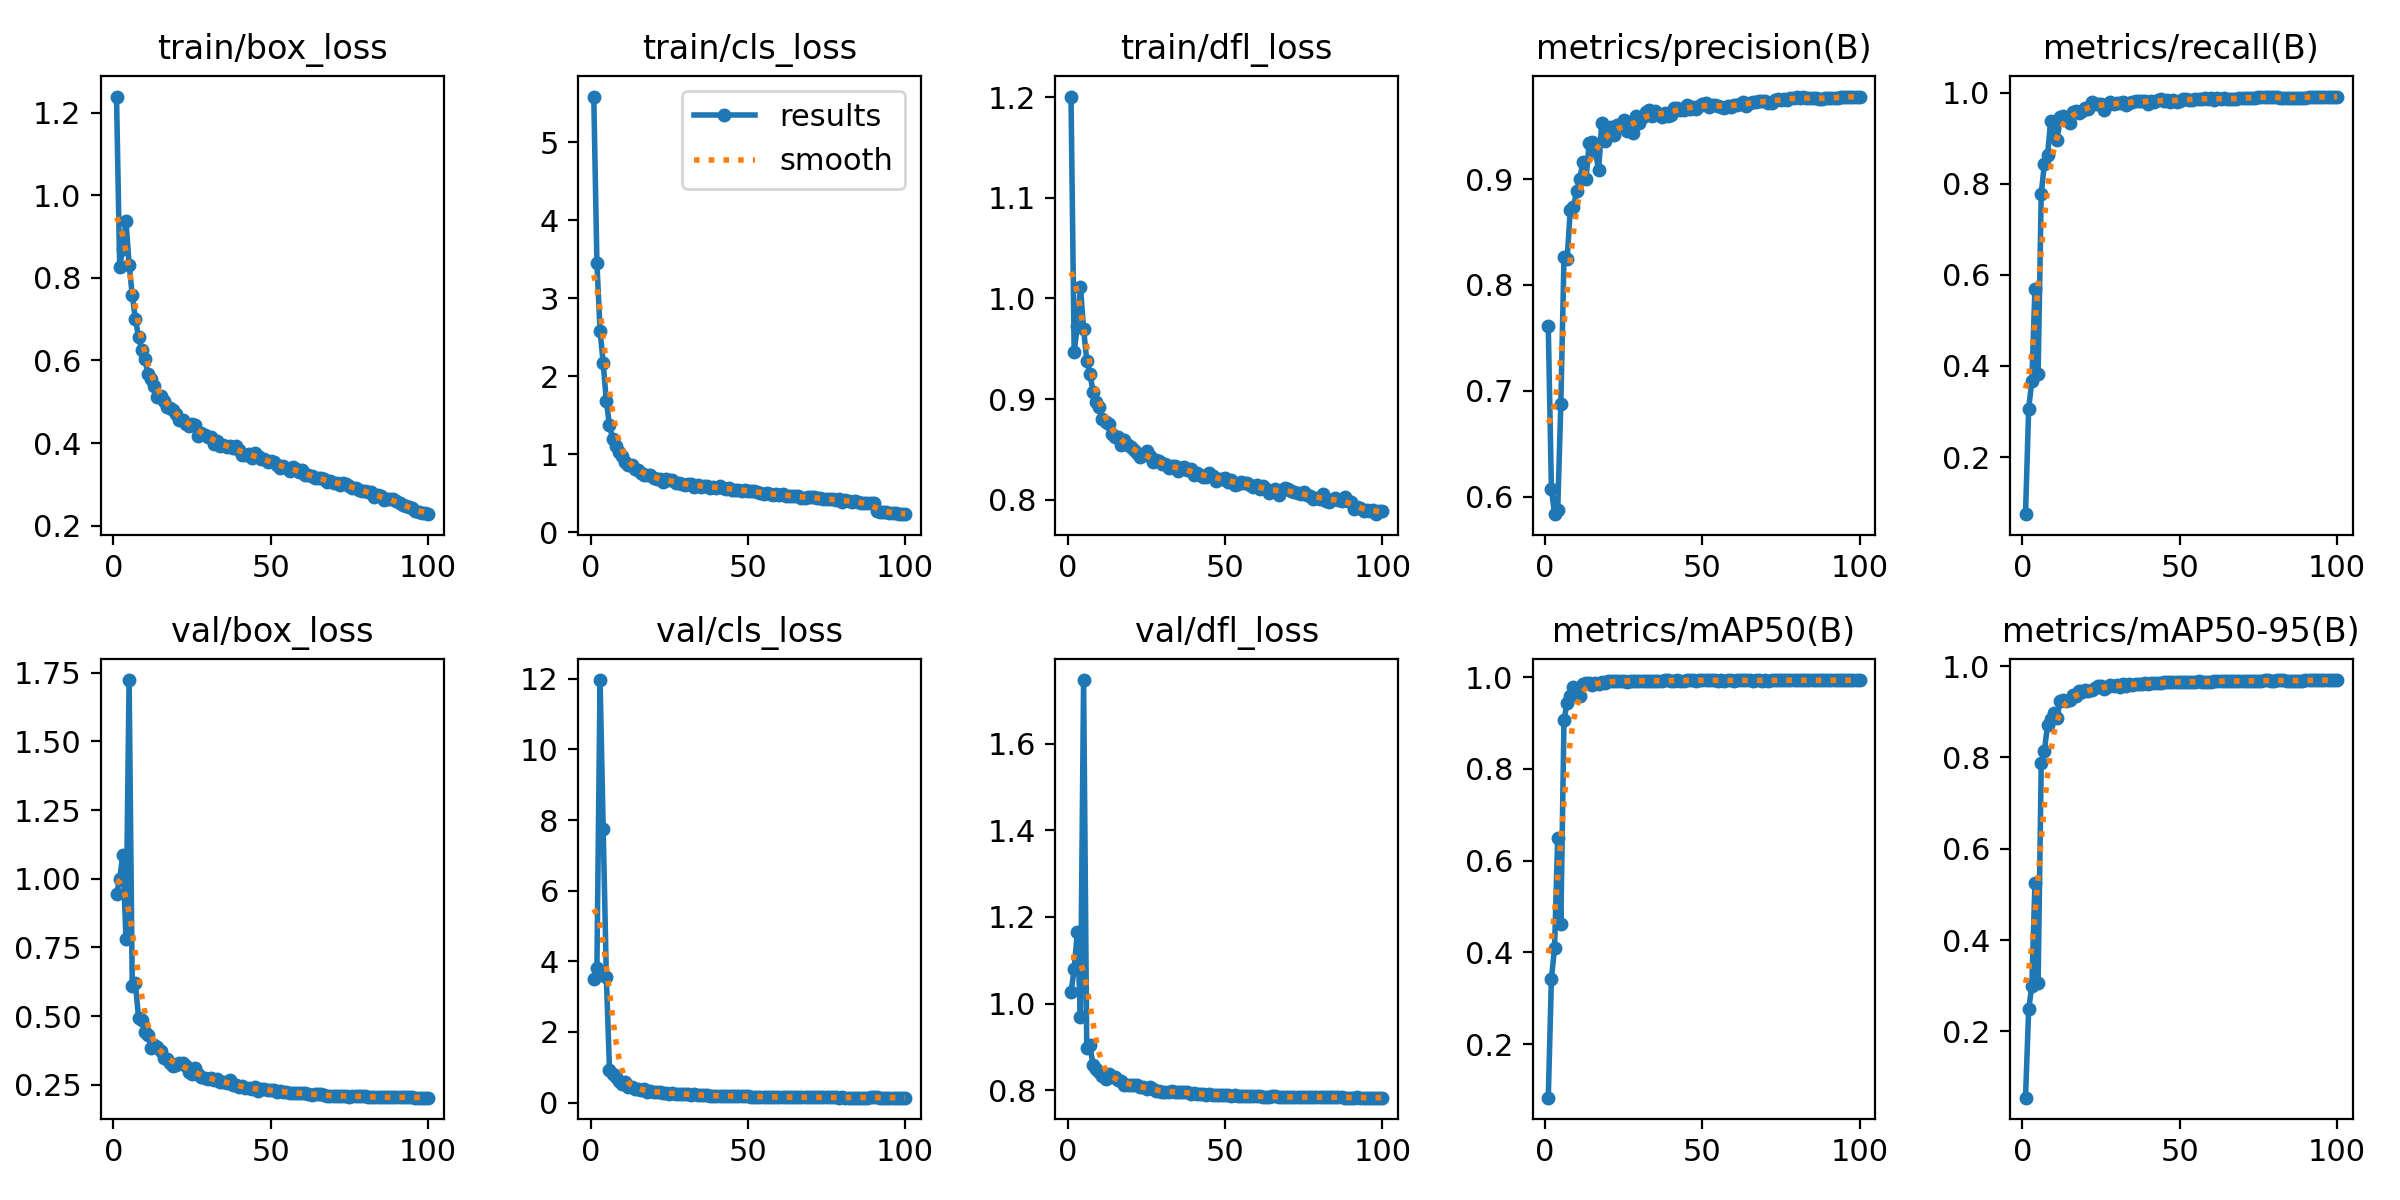 train/box_loss
1.2
1.0
0.8
0.6
0.4
0.2
0 50 100
train/cls_loss
results
smooth
5
4
3
2
1
0
0 50 100
train/dfl_loss
1.2
1.1
1.0
0.9
0.8
0 50 100
metrics/precision(B)
0.9
0.8
0.7
0.6
0 50 100
metrics/recall(B)
1.0
0.8
0.6
0.4
0.2
0 50 100
val/box_loss
1.75
1.50
1.25
1.00
0.75
0.50
0.25
0 50 100
val/cls_loss
12
10
8
6
4
2
0
0 50 100
val/dfl_loss
1.6
1.4
1.2
1.0
0.8
0 50 100
metrics/mAP50(B)
1.0
0.8
0.6
0.4
0.2
0 50 100
metrics/mAP50-95(B)
1.0
0.8
0.6
0.4
0.2
0 50 100